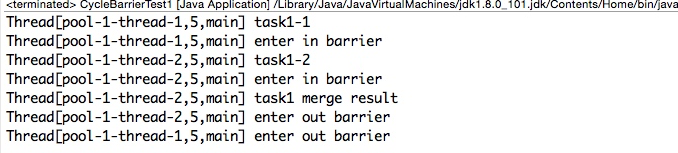 <terminated> CycleBarrierTest1 [Java Application] /Library/Java/JavaVirtualMachines/jdk1.8.0_101.jdk/Contents/Home/bin/java
Thread[pool-1-thread-1,5,main] task1-1
Thread[pool-1-thread-1,5,main] enter in barrier
Thread[pool-1-thread-2,5,main] task1-2
Thread[pool-1-thread-2,5,main] enter in barrier
Thread[pool-1-thread-2,5,main] task1 merge result
Thread[pool-1-thread-2,5,main] enter out barrier
Thread[pool-1-thread-1,5,main] enter out barrier